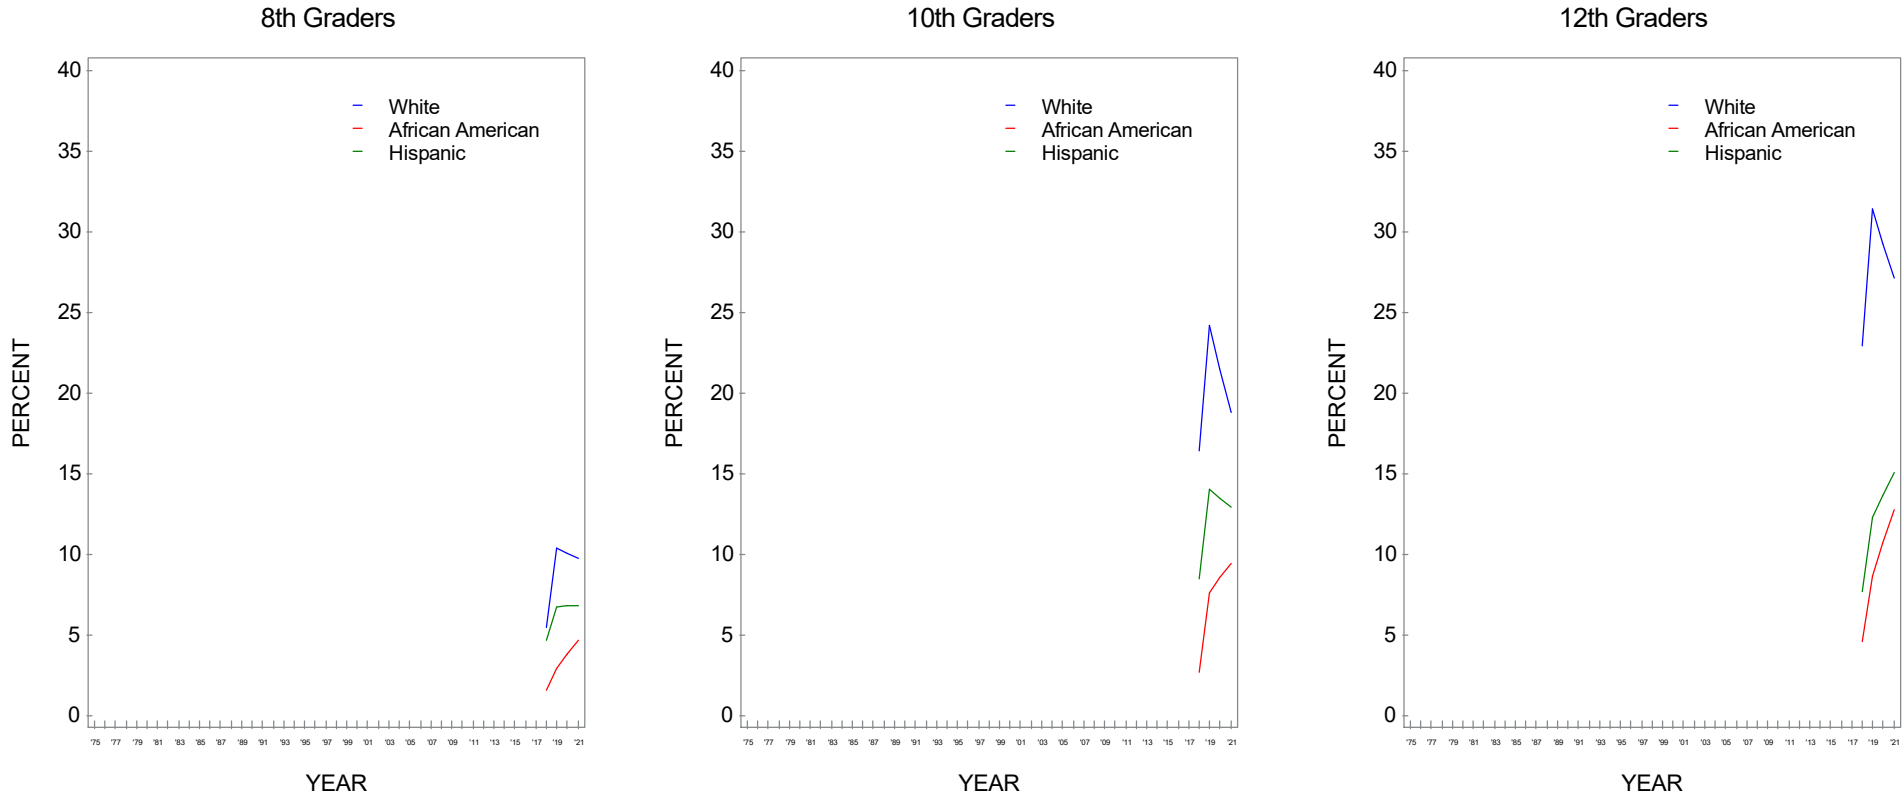 8th Graders
PERCENT
40
35
30
25
20
15
10
5
0
White
African American
Hispanic
'75 '77 '79 '81 '83 '85 '87 '89 '91 '93 '95 '97 '99 '01 '03 '05 '07 '09 '11 '13 '15 '17 '19 '21
YEAR
10th Graders
PERCENT
40
35
30
25
20
15
10
5
0
White
African American
Hispanic
'75 '77 '79 '81 '83 '85 '87 '89 '91 '93 '95 '97 '99 '01 '03 '05 '07 '09 '11 '13 '15 '17 '19 '21
YEAR
12th Graders
PERCENT
40
35
30
25
20
15
10
5
0
White
African American
Hispanic
'75 '77 '79 '81 '83 '85 '87 '89 '91 '93 '95 '97 '99 '01 '03 '05 '07 '09 '11 '13 '15 '17 '19 '21
YEAR